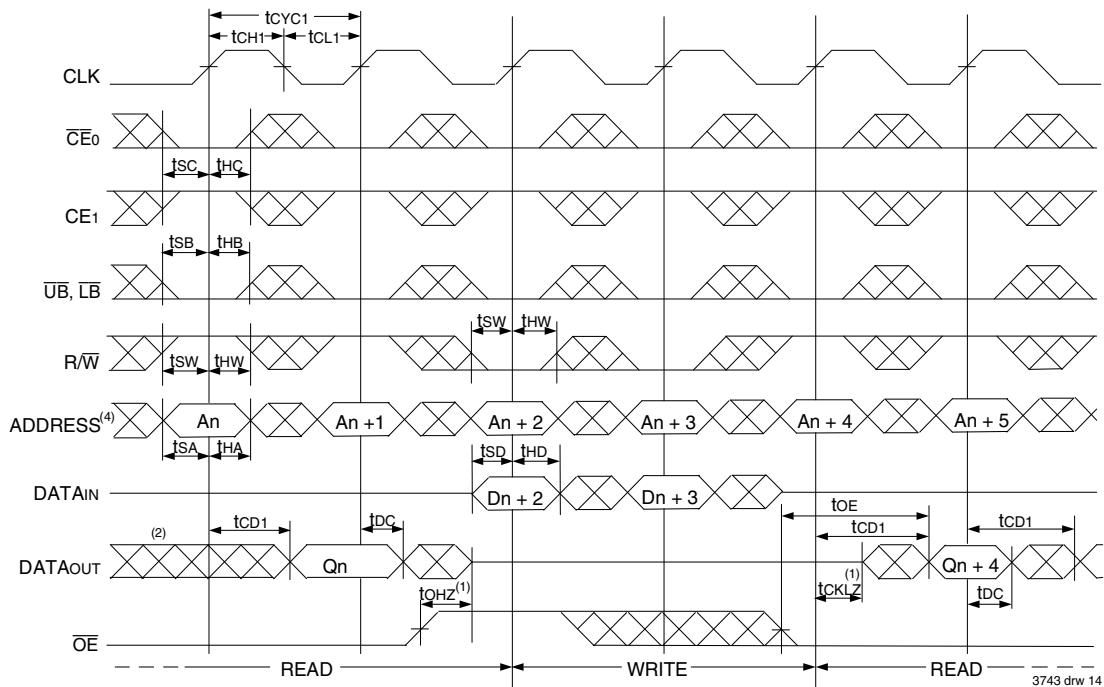 tCYC1
tCH1 tCL1
CLK
CE0
tSC tHC
CE1
tSB tHB
UB, LB
tSW tHW
R/W
tSW tHW
ADDRESS(4) An An +1 An + 2 An + 3 An + 4 An + 5
tSA tHA tSD tHD
DATAIN Dn + 2 Dn + 3
tOE
(2) tCD1 tDC tCD1 tCD1
DATAOUT Qn Qn + 4
tOHZ(1) tCKLZ(1) tDC
OE
READ WRITE READ
3743 drw 14